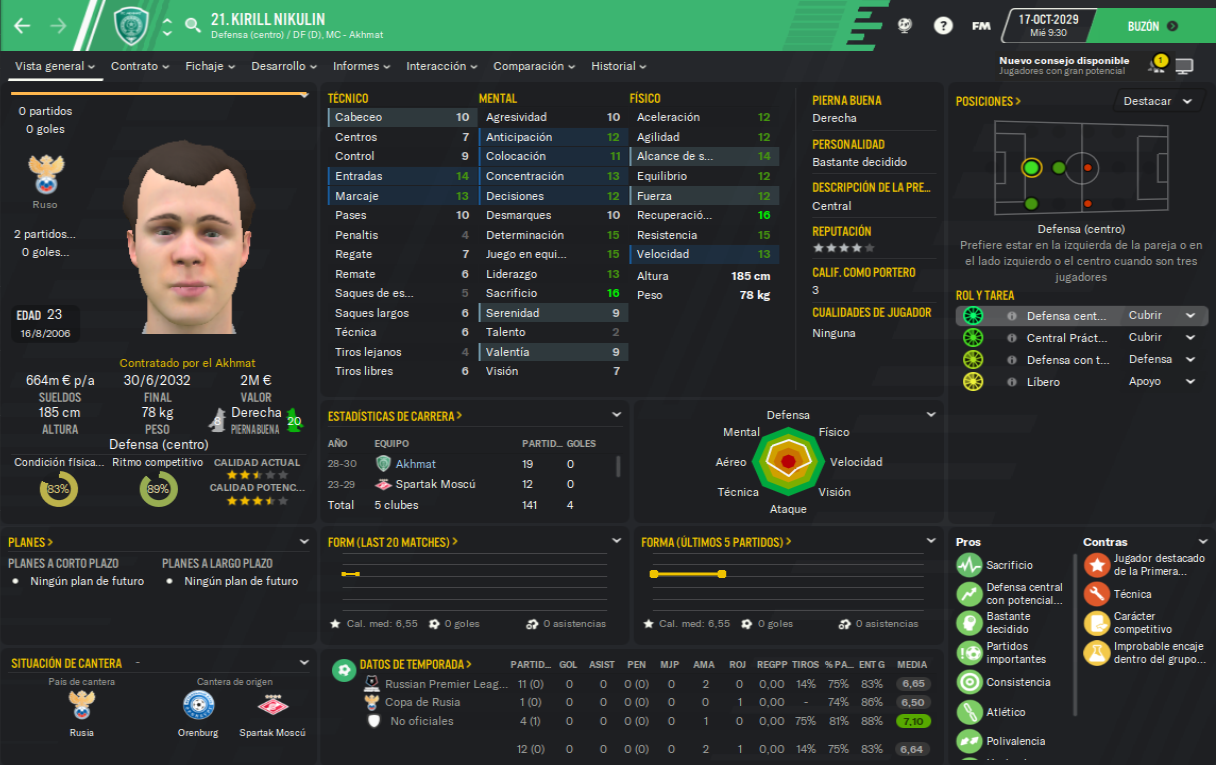 21. KIRILL NIKULIN
Defensa (centro) / DF (D), MC - Akhmat
?
FM
17-OCT-2029
Mié 9:30
BUZÓN
Vista general
Contrato
Fichaje
Desarrollo
Informes
Interacción
Comparación
Historial
Nuevo consejo disponible
Jugadores con gran potencial
1
0 partidos
0 goles
Ruso
2 partidos...
0 goles...
EDAD 23
16/8/2006
Contratado por el Akhmat
664m € p/a
SUELDOS
30/6/2032
FINAL
2M €
VALOR
185 cm
ALTURA
78 kg
PESO
8
Derecha
PIERNA BUENA
20
Defensa (centro)
Condición física...
83%
Ritmo competitivo
89%
CALIDAD ACTUAL
CALIDAD POTENC...
TÉCNICO
Cabeceo 10
Centros 7
Control 9
Entradas 14
Marcaje 13
Pases 10
Penaltis 4
Regate 7
Remate 6
Saques de es... 5
Saques largos 6
Técnica 6
Tiros lejanos 4
Tiros libres 6
MENTAL
Agresividad 10
Anticipación 12
Colocación 11
Concentración 13
Decisiones 12
Desmarques 10
Determinación 15
Juego en equi... 15
Liderazgo 13
Sacrificio 16
Serenidad 9
Talento 2
Valentía 9
Visión 7
FÍSICO
Aceleración 12
Agilidad 12
Alcance de s... 14
Equilibrio 12
Fuerza 12
Recuperació... 16
Resistencia 15
Velocidad 13
Altura 185 cm
Peso 78 kg
PIERNA BUENA
Derecha
PERSONALIDAD
Bastante decidido
DESCRIPCIÓN DE LA PRE...
Central
REPUTACIÓN
CALIF. COMO PORTERO
3
CUALIDADES DE JUGADOR
Ninguna
POSICIONES >
Destacar
Defensa (centro)
Prefiere estar en la izquierda de la pareja o en
el lado izquierdo o el centro cuando son tres
jugadores
ROL Y TAREA
Defensa cent... Cubrir
Central Práct... Cubrir
Defensa con t... Defensa
Líbero Apoyo
ESTADÍSTICAS DE CARRERA >
AÑO EQUIPO PARTID... GOLES
28-30 Akhmat 19 0
23-29 Spartak Moscú 12 0
Total 5 clubes 141 4
Defensa
Mental
Físico
Aéreo
Velocidad
Técnica
Visión
Ataque
PLANES >
PLANES A CORTO PLAZO
Ningún plan de futuro
PLANES A LARGO PLAZO
Ningún plan de futuro
FORM (LAST 20 MATCHES) >
Cal. med: 6,55 0 goles 0 asistencias
FORMA (ÚLTIMOS 5 PARTIDOS) >
Cal. med: 6,55 0 goles 0 asistencias
Pros
Sacrificio
Defensa central
con potencial...
Bastante
decidido
Partidos
importantes
Consistencia
Atlético
Polivalencia
Contras
Jugador destacado
de la Primera...
Técnica
Carácter
competitivo
Improbable encaje
dentro del grupo...
SITUACIÓN DE CANTERA -
País de cantera
Rusia
Cantera de origen
Orenburg
Spartak Moscú
DATOS DE TEMPORADA > PARTID... GOL ASIST PEN MJP AMA ROJ REGPP TIROS % PA... ENT G MEDIA
Russian Premier Leag... 11 (0) 0 0 0 (0) 0 2 0 0,00 14% 75% 83% 6,65
Copa de Rusia 1 (0) 0 0 0 (0) 0 0 1 0,00 - 74% 86% 6,50
No oficiales 4 (1) 0 0 0 (0) 0 1 0 0,00 75% 81% 88% 7,10
12 (0) 0 0 0 (0) 0 2 1 0,00 14% 75% 83% 6,64